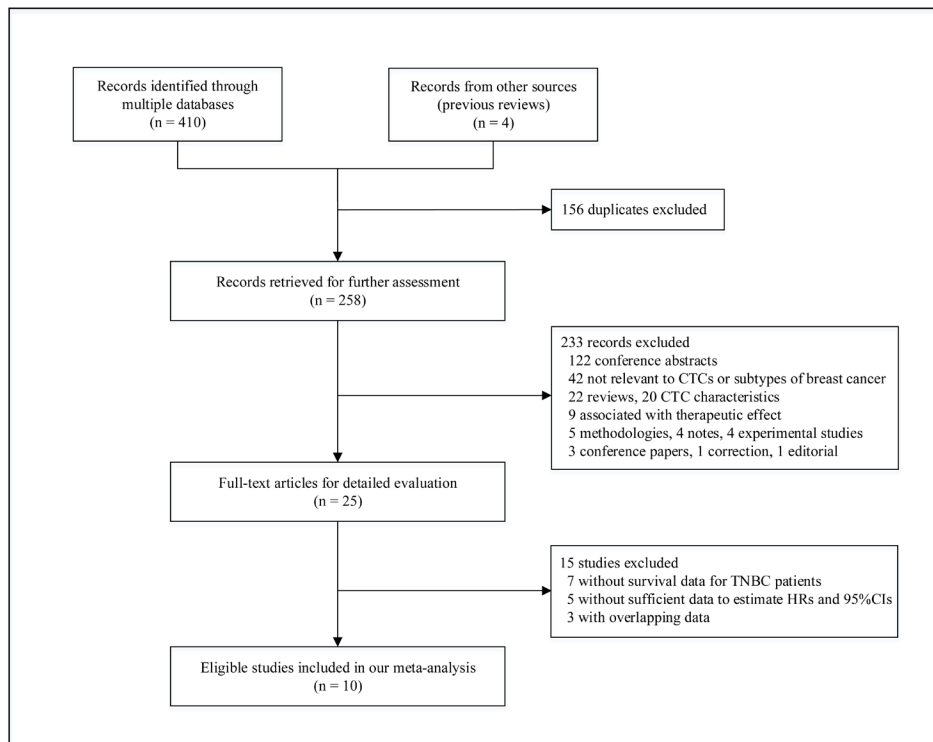 Records identified through
multiple databases
(n = 410)
Records from other sources
(previous reviews)
(n = 4)
156 duplicates excluded
Records retrieved for further assessment
(n = 258)
233 records excluded
122 conference abstracts
42 not relevant to CTCs or subtypes of breast cancer
22 reviews, 20 CTC characteristics
9 associated with therapeutic effect
5 methodologies, 4 notes, 4 experimental studies
3 conference papers, 1 correction, 1 editorial
Full-text articles for detailed evaluation
(n = 25)
15 studies excluded
7 without survival data for TNBC patients
5 without sufficient data to estimate HRs and 95%CIs
3 with overlapping data
Eligible studies included in our meta-analysis
(n = 10)